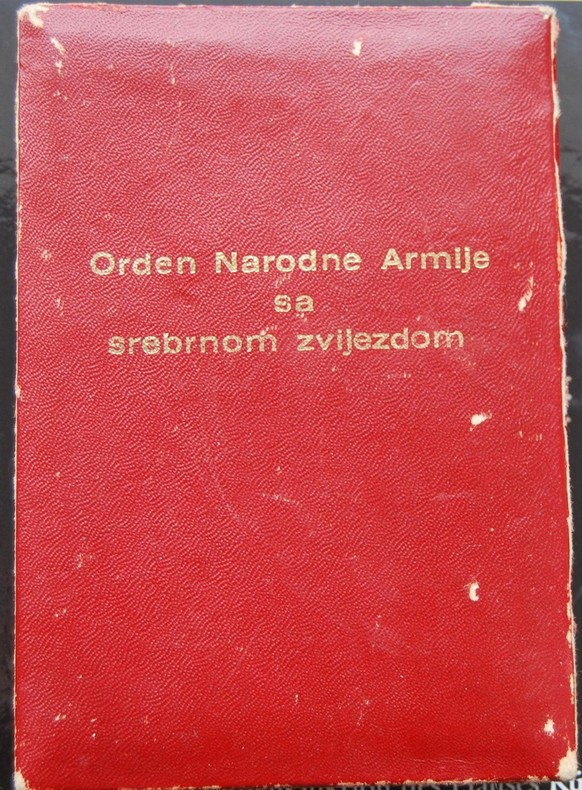 Orden Narodne Armije
sa
srebrnom zvijezdom